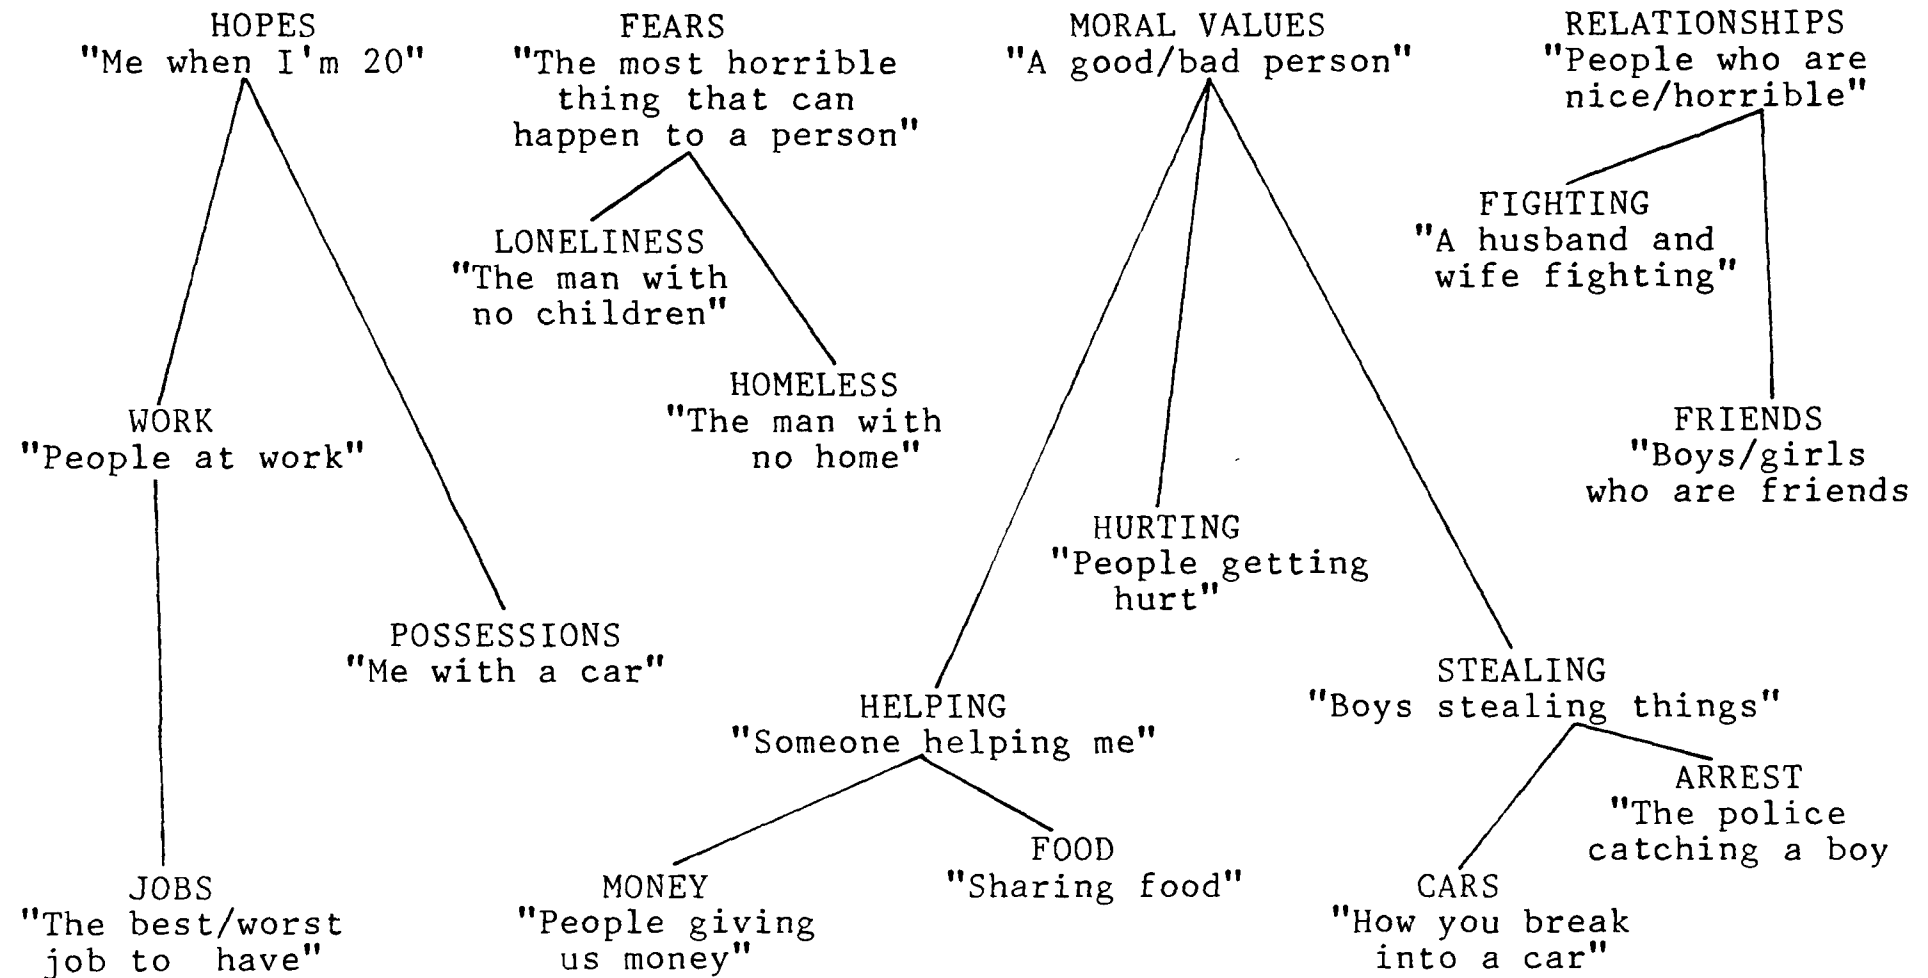 HOPES
"Me when I'm 20"
FEARS
"The most horrible
thing that can
happen to a person"
MORAL VALUES
"A good/bad person"
RELATIONSHIPS
"People who are
nice/horrible"
LONELINESS
"The man with
no children"
HOMELESS
"The man with
no home"
FIGHTING
"A husband and
wife fighting"
FRIENDS
"Boys/girls
who are friends
WORK
"People at work"
POSSESSIONS
"Me with a car"
HURTING
"People getting
hurt"
HELPING
"Someone helping me"
STEALING
"Boys stealing things"
ARREST
"The police
catching a boy
JOBS
"The best/worst
job to have"
MONEY
"People giving
us money"
FOOD
"Sharing food"
CARS
"How you break
into a car"